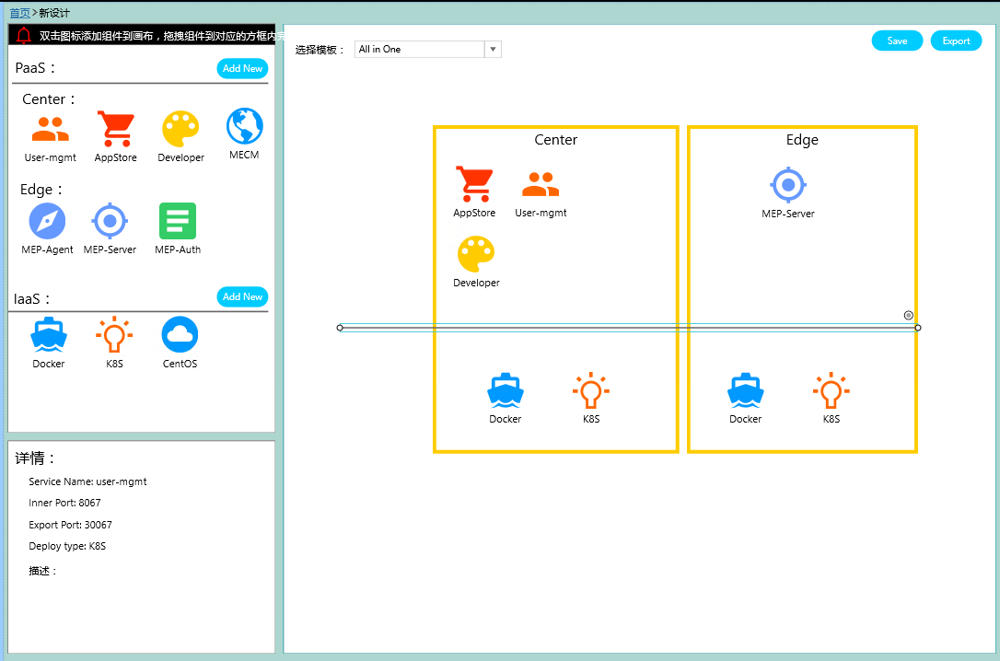 首页>新设计
双击图标添加组件到画布，拖拽组件到对应的方框内完
PaaS：
Add New
Center：
User-mgmt AppStore Developer MECM
Edge：
MEP-Agent MEP-Server MEP-Auth
IaaS：
Add New
Docker K8S CentOS
详情：
Service Name: user-mgmt
Inner Port: 8067
Export Port: 30067
Deploy type: K8S
描述：
选择模板：
All in One
Save Export
Center
AppStore User-mgmt
Developer
Docker K8S
Edge
MEP-Server
Docker K8S